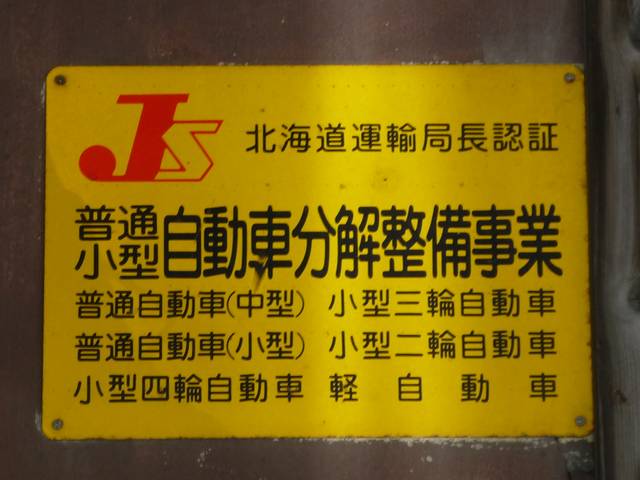 JS
北海道運輸局長認証
普通
小型
自動車分解整備事業
普通自動車(中型) 小型三輪自動車
普通自動車(小型) 小型二輪自動車
小型四輪自動車 軽自動車